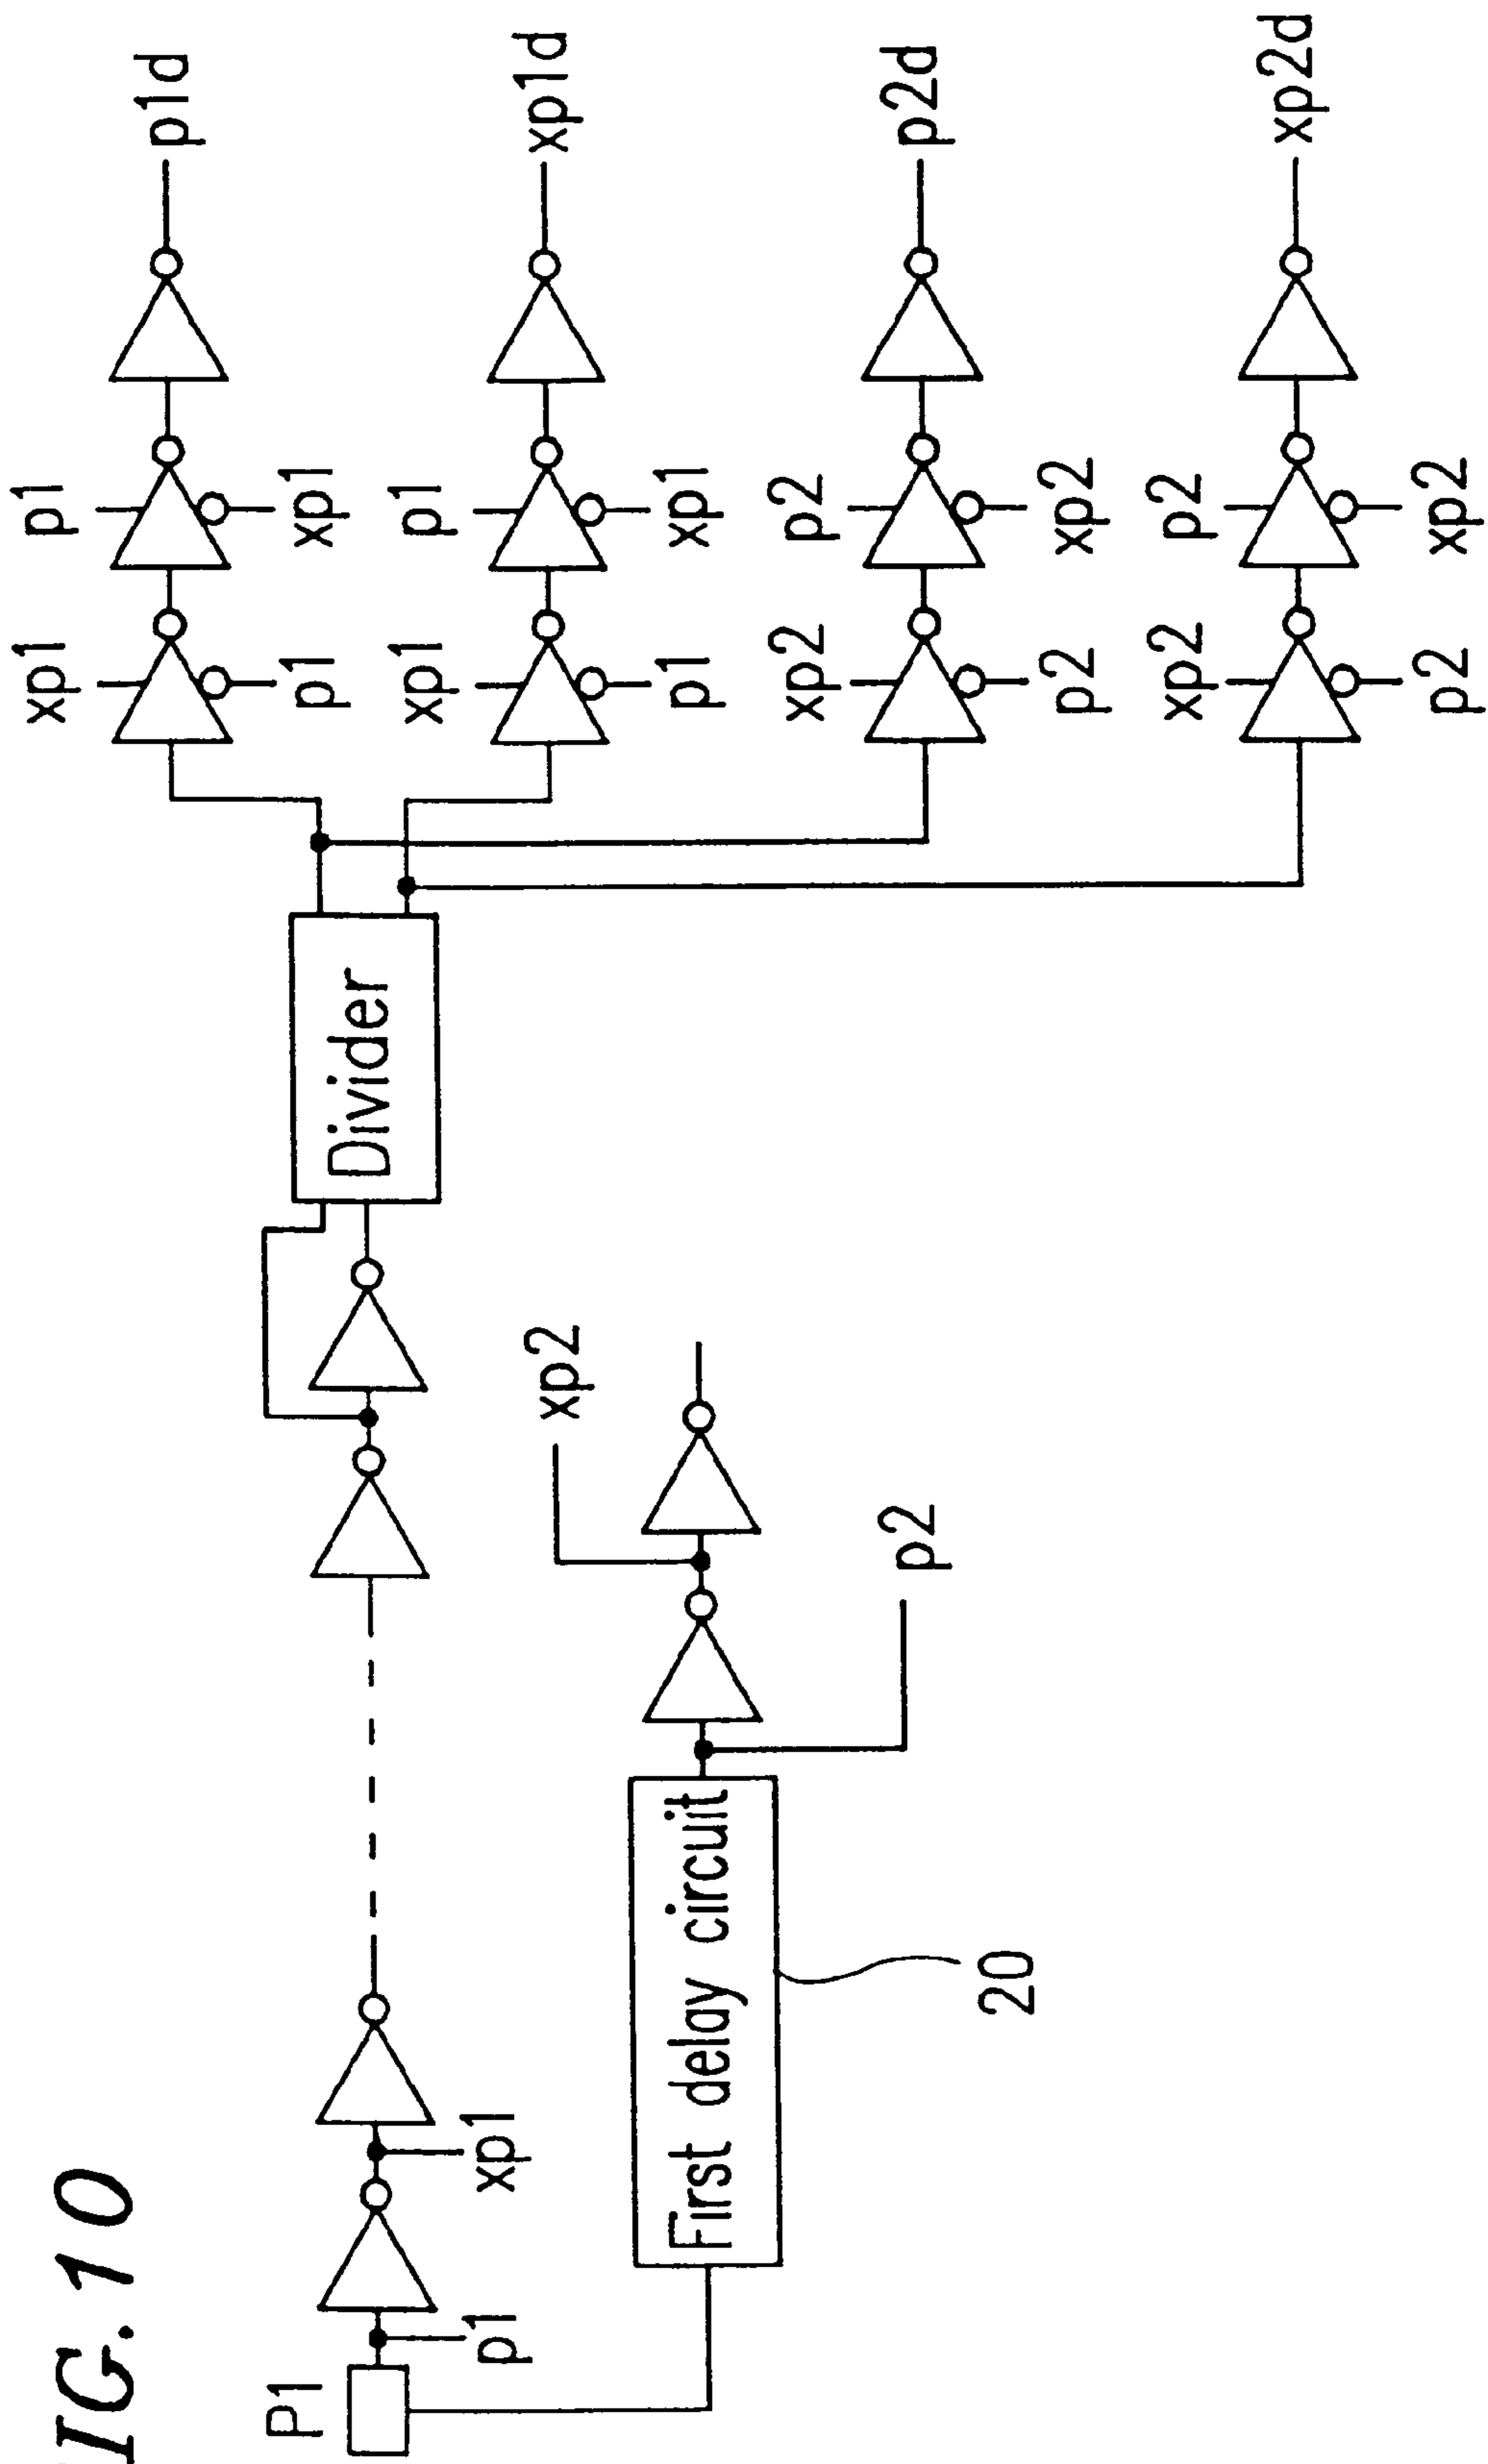 FIG.10
xp1
p1
p1d
p1
xp1
P1
p1
xp1
Divider
xp1
p1
xp1d
p1
xp1
xp2
First delay circuit
20
p2
xp2
p2
p2d
p2
xp2
xp2
p2
xp2d
p2
xp2